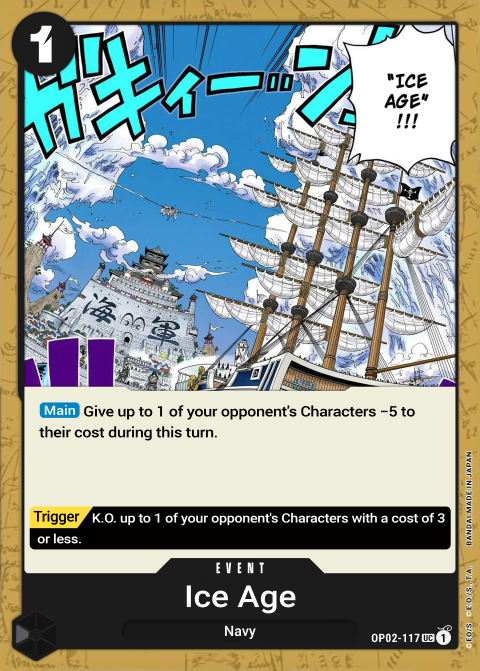 1
ガキィーーン
"ICE
AGE"
!!!
海軍
Main Give up to 1 of your opponent's Characters −5 to
their cost during this turn.
Trigger K.O. up to 1 of your opponent's Characters with a cost of 3
or less.
EVENT
Ice Age
Navy
OP02-117 UC 1
BANDAI MADE IN JAPAN